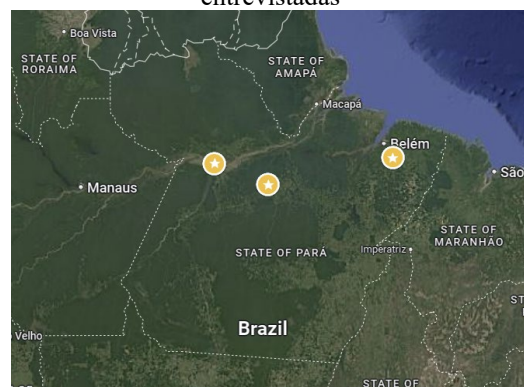 entrevistadas
Boa Vista
STATE OF
RORAIMA
STATE OF
AMAPÁ
Macapá
Belém
São
Manaus
STATE OF
MARANHÃO
Imperatriz
STATE OF PARÁ
ST
Brazil
Velho
STATE OF